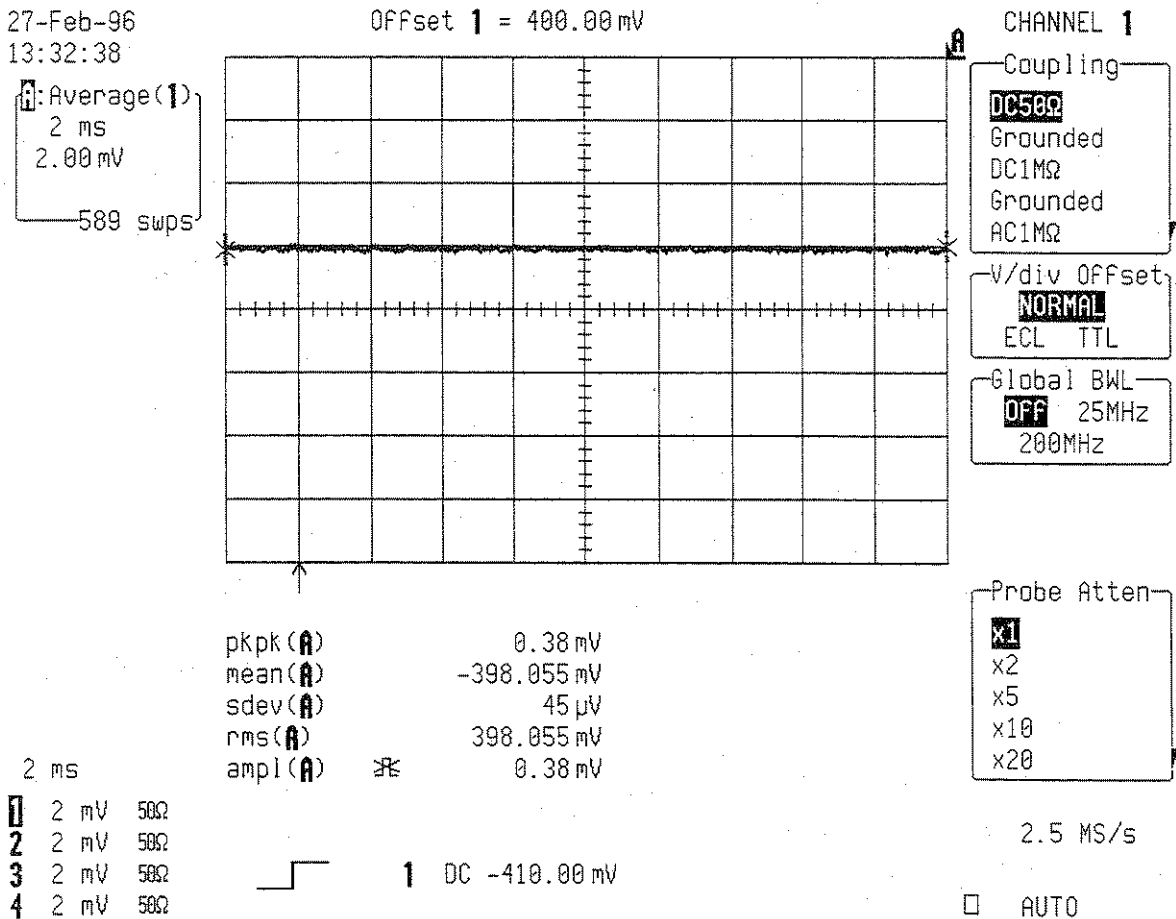 27-Feb-96
13:32:38
Offset 1 = 400.00 mV
A
A:Average(1)
2 ms
2.00 mV
589 swps
CHANNEL 1
Coupling
DC50Ω
Grounded
DC1MΩ
Grounded
AC1MΩ
V/div Offset
NORMAL
ECL TTL
Global BWL
Off 25MHz
200MHz
pkpk(A) 0.38 mV
mean(A) -398.055 mV
sdev(A) 45 µV
rms(A) 398.055 mV
ampl(A) 0.38 mV
Probe Atten
x1
x2
x5
x10
x20
2 ms
1 2 mV 50Ω
2 2 mV 50Ω
3 2 mV 50Ω
4 2 mV 50Ω
1 DC -410.00 mV
2.5 MS/s
AUTO